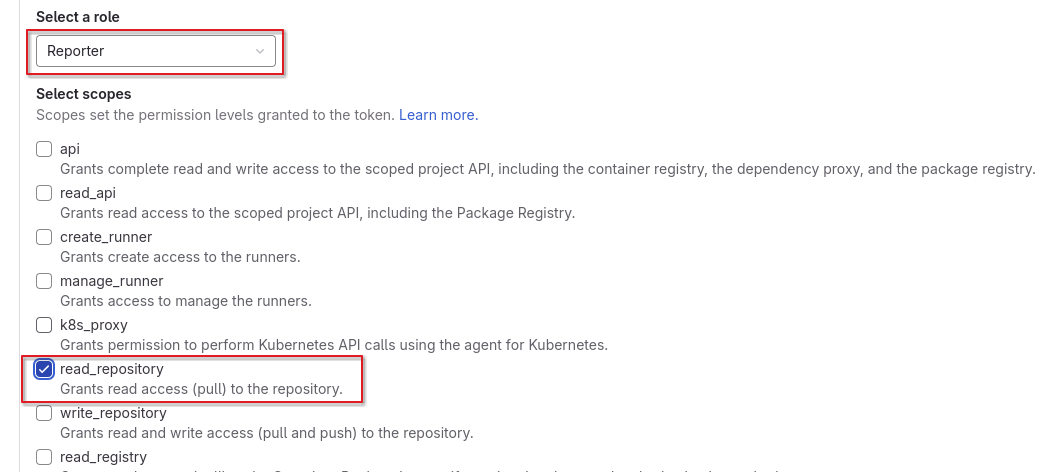 Select a role
Reporter
Select scopes
Scopes set the permission levels granted to the token. Learn more.
api
Grants complete read and write access to the scoped project API, including the container registry, the dependency proxy, and the package registry.
read_api
Grants read access to the scoped project API, including the Package Registry.
create_runner
Grants create access to the runners.
manage_runner
Grants access to manage the runners.
k8s_proxy
Grants permission to perform Kubernetes API calls using the agent for Kubernetes.
read_repository
Grants read access (pull) to the repository.
write_repository
Grants read and write access (pull and push) to the repository.
read_registry